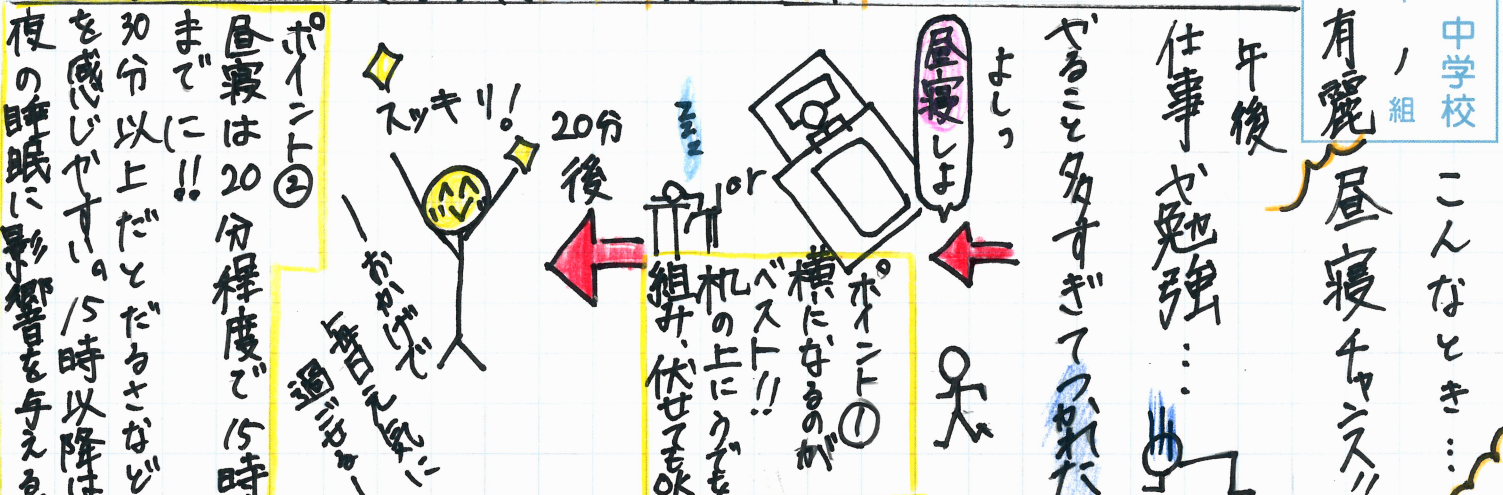 中学校
ノ 組
有麗
こんなとき…
昼寝チャンス!!
午後
仕事や勉強…
やること多すぎてつかれた
よしっ
昼寝しよ
ポイント①
横になるのが
ベスト!!
机の上にうでを
組み、伏せてもOK
or
zzz
20分
後
スッキリ!
おかげで
毎日元気に
過ごせる
ポイント②
昼寝は20分程度で15時
までに!!
30分以上だとだるさなど
を感じやすい。15時以降は
夜の睡眠に影響を与える